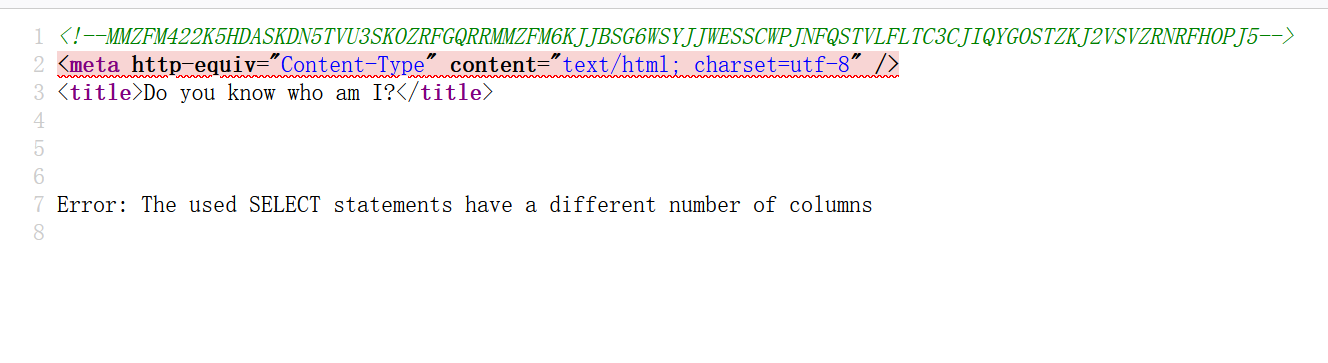 1 <!--MMZFM422K5HDASKDN5TVU3SKOZRFGQRRMMZFM6KJJBSG6WSYJJWESSCWPJNFQSTVLFLTC3CJIQYGOSTZKJ2VSVZRNRFHOPJ5-->
2 <meta http-equiv="Content-Type" content="text/html; charset=utf-8" />
3 <title>Do you know who am I?</title>
4
5
6
7 Error: The used SELECT statements have a different number of columns
8